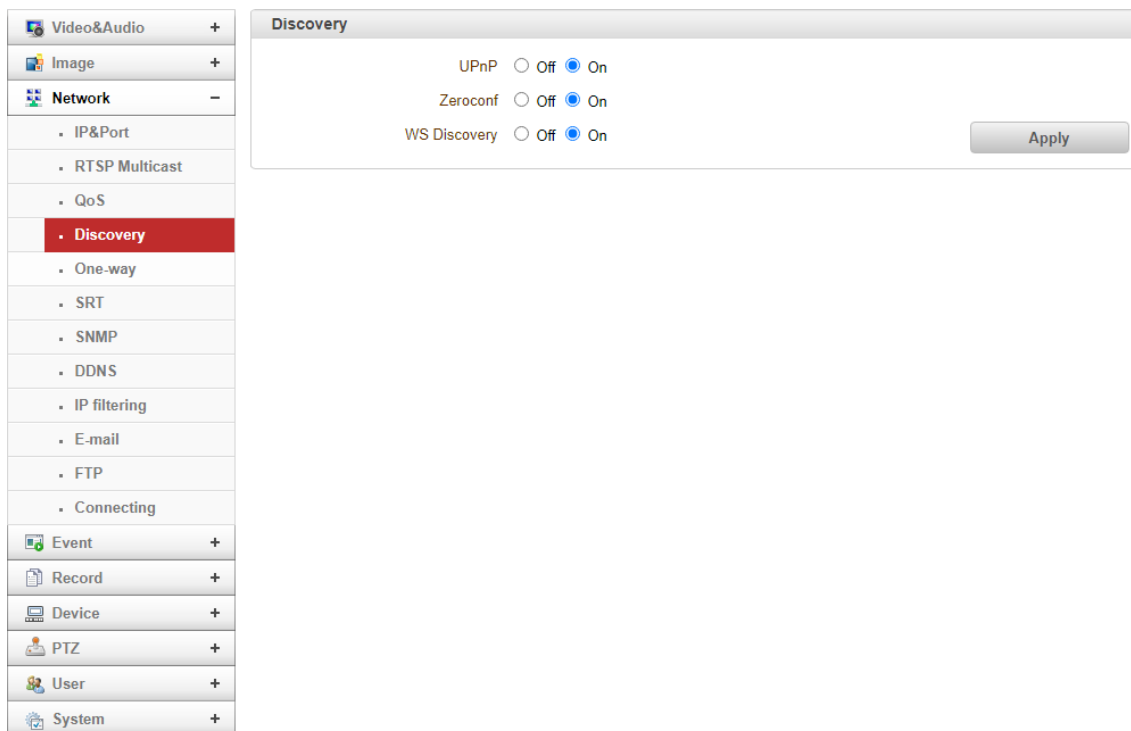 Video&Audio +
Image +
Network –
IP&Port
RTSP Multicast
QoS
Discovery
One-way
SRT
SNMP
DDNS
IP filtering
E-mail
FTP
Connecting
Event +
Record +
Device +
PTZ +
User +
System +
Discovery
UPnP Off On
Zeroconf Off On
WS Discovery Off On
Apply